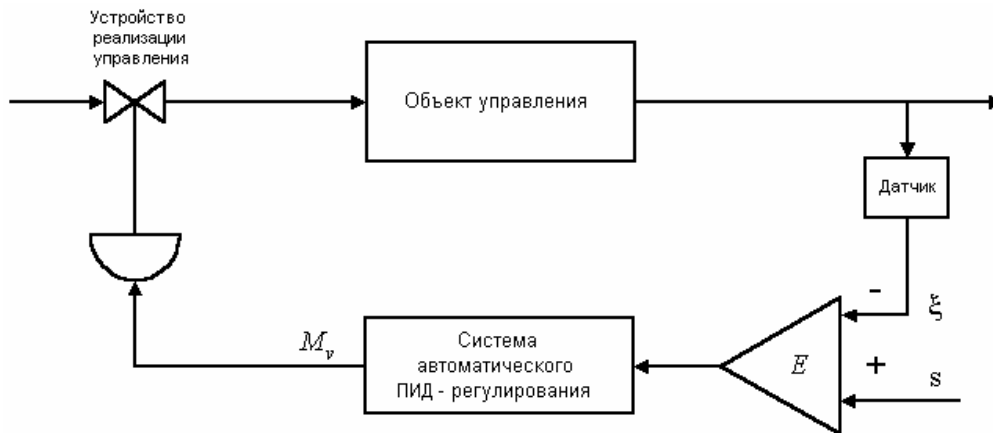 Устройство
реализации
управления
Объект управления
Датчик
-
ξ
M_v
Система
автоматического
ПИД - регулирования
E
+
s